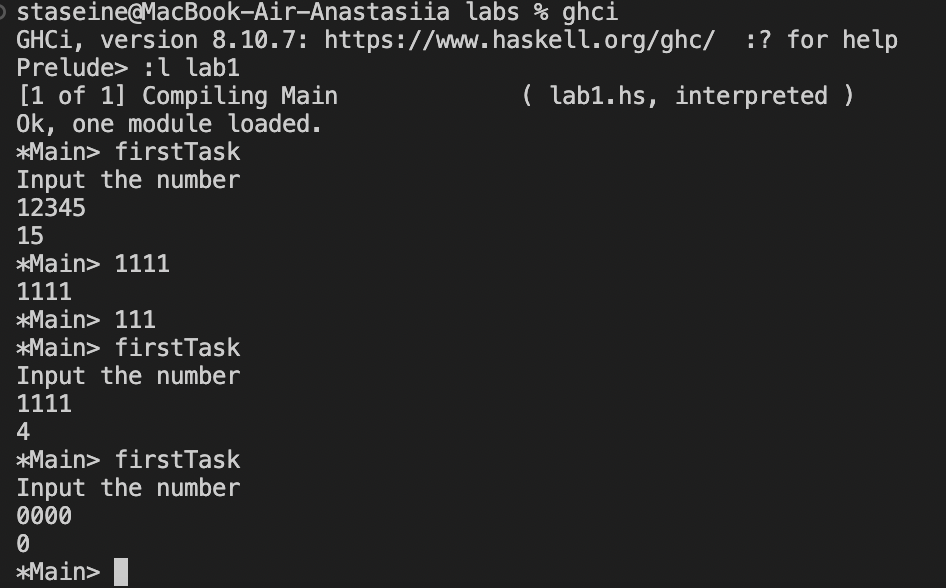 staseine@MacBook-Air-Anastasiia labs % ghci
GHCi, version 8.10.7: https://www.haskell.org/ghc/  :? for help
Prelude> :l lab1
[1 of 1] Compiling Main             ( lab1.hs, interpreted )
Ok, one module loaded.
*Main> firstTask
Input the number
12345
15
*Main> 1111
1111
*Main> 111
*Main> firstTask
Input the number
1111
4
*Main> firstTask
Input the number
0000
0
*Main>